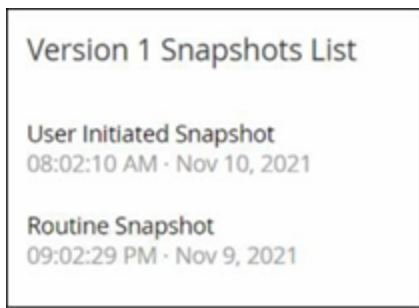 Version 1 Snapshots List
User Initiated Snapshot
08:02:10 AM · Nov 10, 2021
Routine Snapshot
09:02:29 PM · Nov 9, 2021